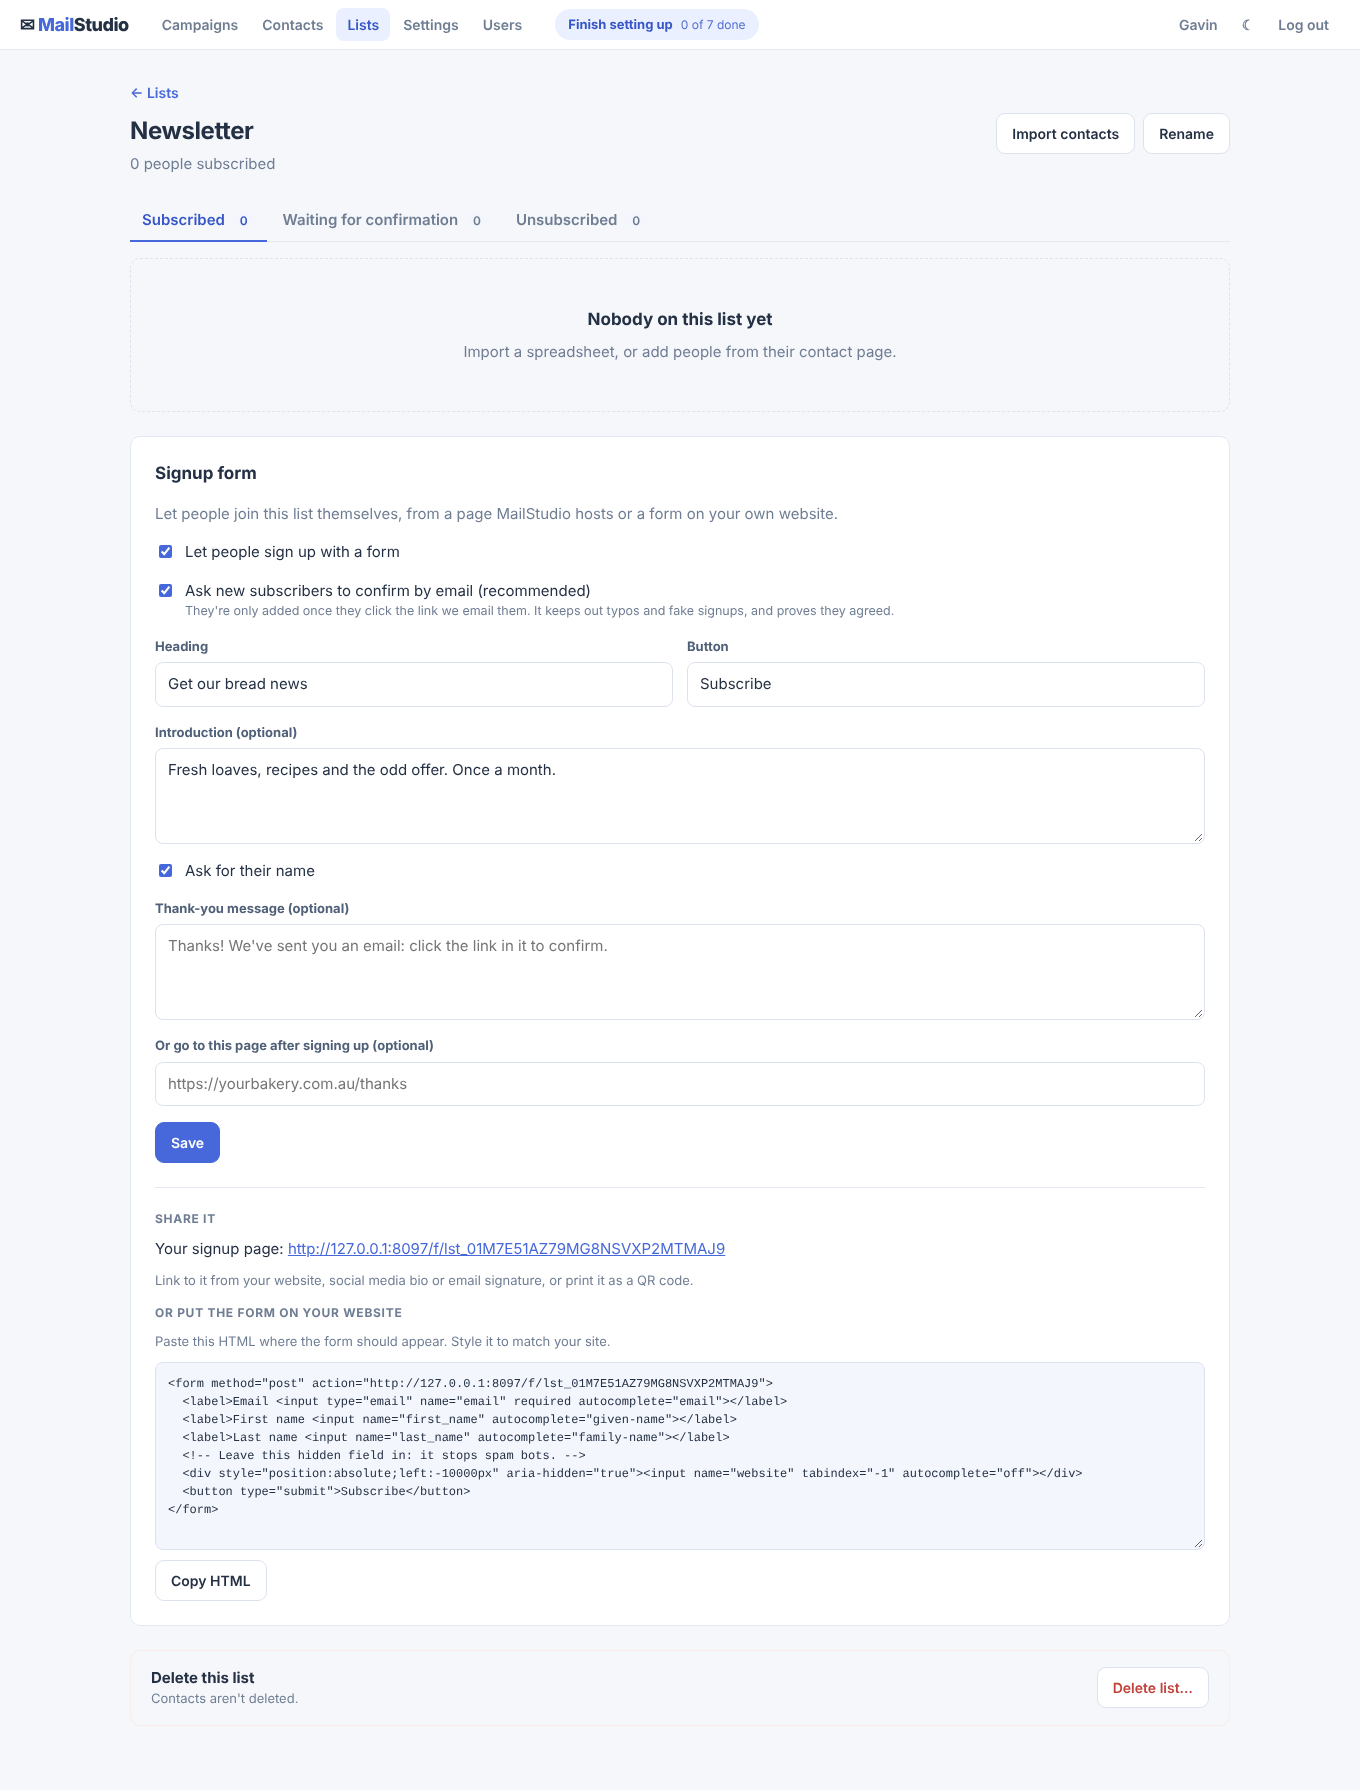 ✉ MailStudio Campaigns Contacts Lists Settings Users Finish setting up 0 of 7 done Gavin ☾ Log out
← Lists
Newsletter
Import contacts Rename
0 people subscribed
Subscribed 0 Waiting for confirmation 0 Unsubscribed 0
Nobody on this list yet
Import a spreadsheet, or add people from their contact page.
Signup form
Let people join this list themselves, from a page MailStudio hosts or a form on your own website.
Let people sign up with a form
Ask new subscribers to confirm by email (recommended)
They're only added once they click the link we email them. It keeps out typos and fake signups, and proves they agreed.
Heading Button
Get our bread news Subscribe
Introduction (optional)
Fresh loaves, recipes and the odd offer. Once a month.
Ask for their name
Thank-you message (optional)
Thanks! We've sent you an email: click the link in it to confirm.
Or go to this page after signing up (optional)
https://yourbakery.com.au/thanks
Save
SHARE IT
Your signup page: http://127.0.0.1:8097/f/lst_01M7E51AZ79MG8NSVXP2MTMAJ9
Link to it from your website, social media bio or email signature, or print it as a QR code.
OR PUT THE FORM ON YOUR WEBSITE
Paste this HTML where the form should appear. Style it to match your site.
<form method="post" action="http://127.0.0.1:8097/f/lst_01M7E51AZ79MG8NSVXP2MTMAJ9">
  <label>Email <input type="email" name="email" required autocomplete="email"></label>
  <label>First name <input name="first_name" autocomplete="given-name"></label>
  <label>Last name <input name="last_name" autocomplete="family-name"></label>
  <!-- Leave this hidden field in: it stops spam bots. -->
  <div style="position:absolute;left:-10000px" aria-hidden="true"><input name="website" tabindex="-1" autocomplete="off"></div>
  <button type="submit">Subscribe</button>
</form>
Copy HTML
Delete this list
Contacts aren't deleted.
Delete list...